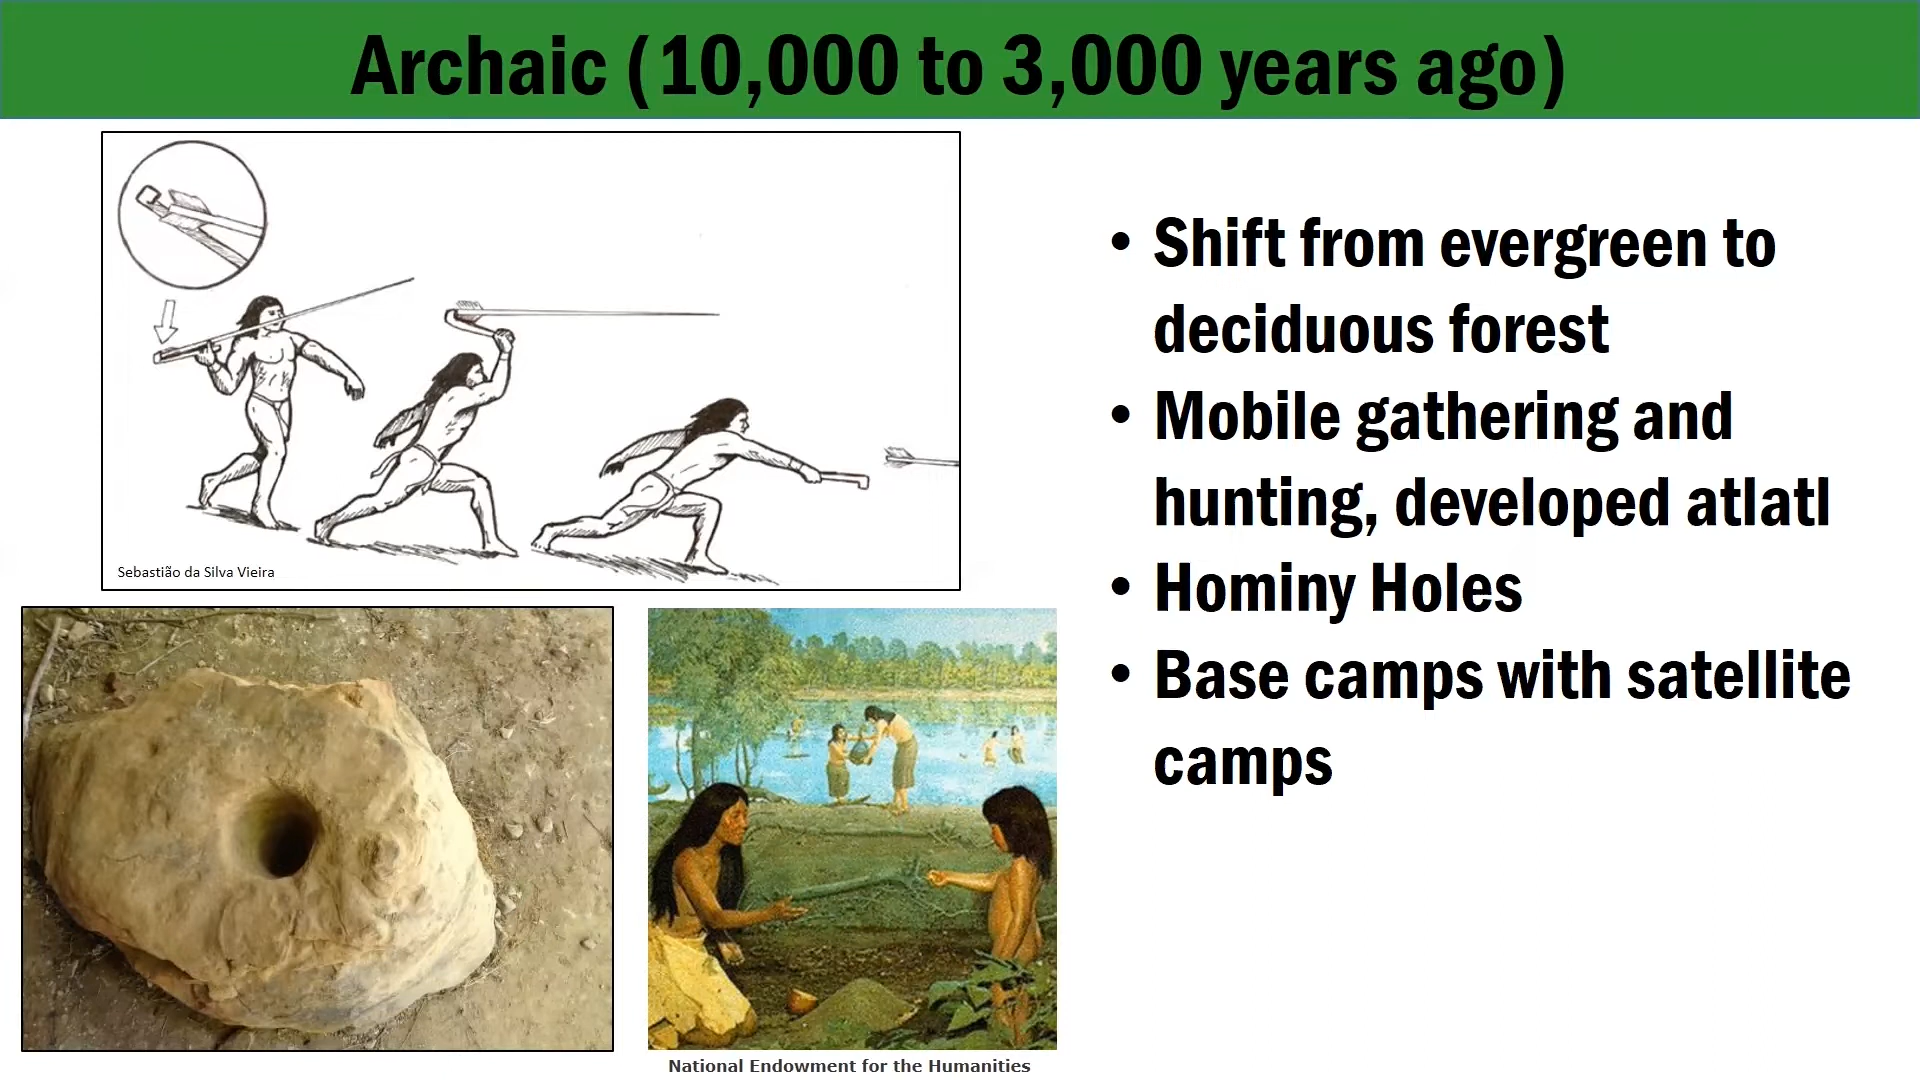 Archaic (10,000 to 3,000 years ago)
Sebastião da Silva Vieira
National Endowment for the Humanities
• Shift from evergreen to
deciduous forest
• Mobile gathering and
hunting, developed atlatl
• Hominy Holes
• Base camps with satellite
camps